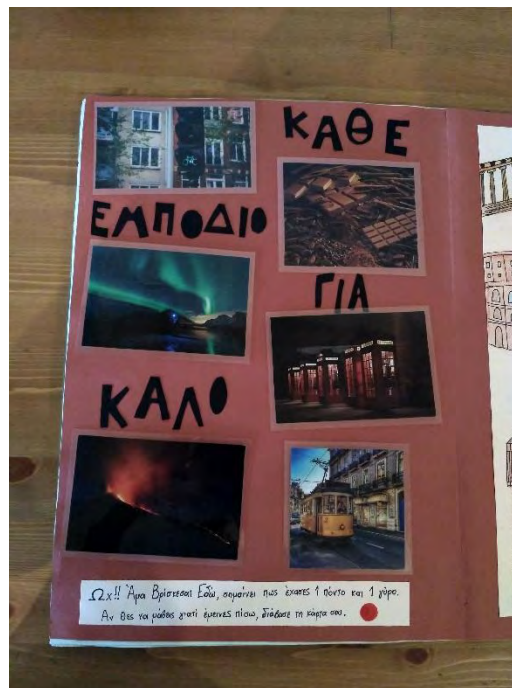 ΚΑΘΕ
ΕΜΠΟΔΙΟ
ΓΙΑ
ΚΑΛΟ
Ωχ!! Άμα Βρίσκεσαι Εδώ, σημαίνει πως έχασες 1 πόντο και 1 γύρο.
Αν θες να μάθεις γιατί έμεινες πίσω, διάβασε τη κάρτα σου.